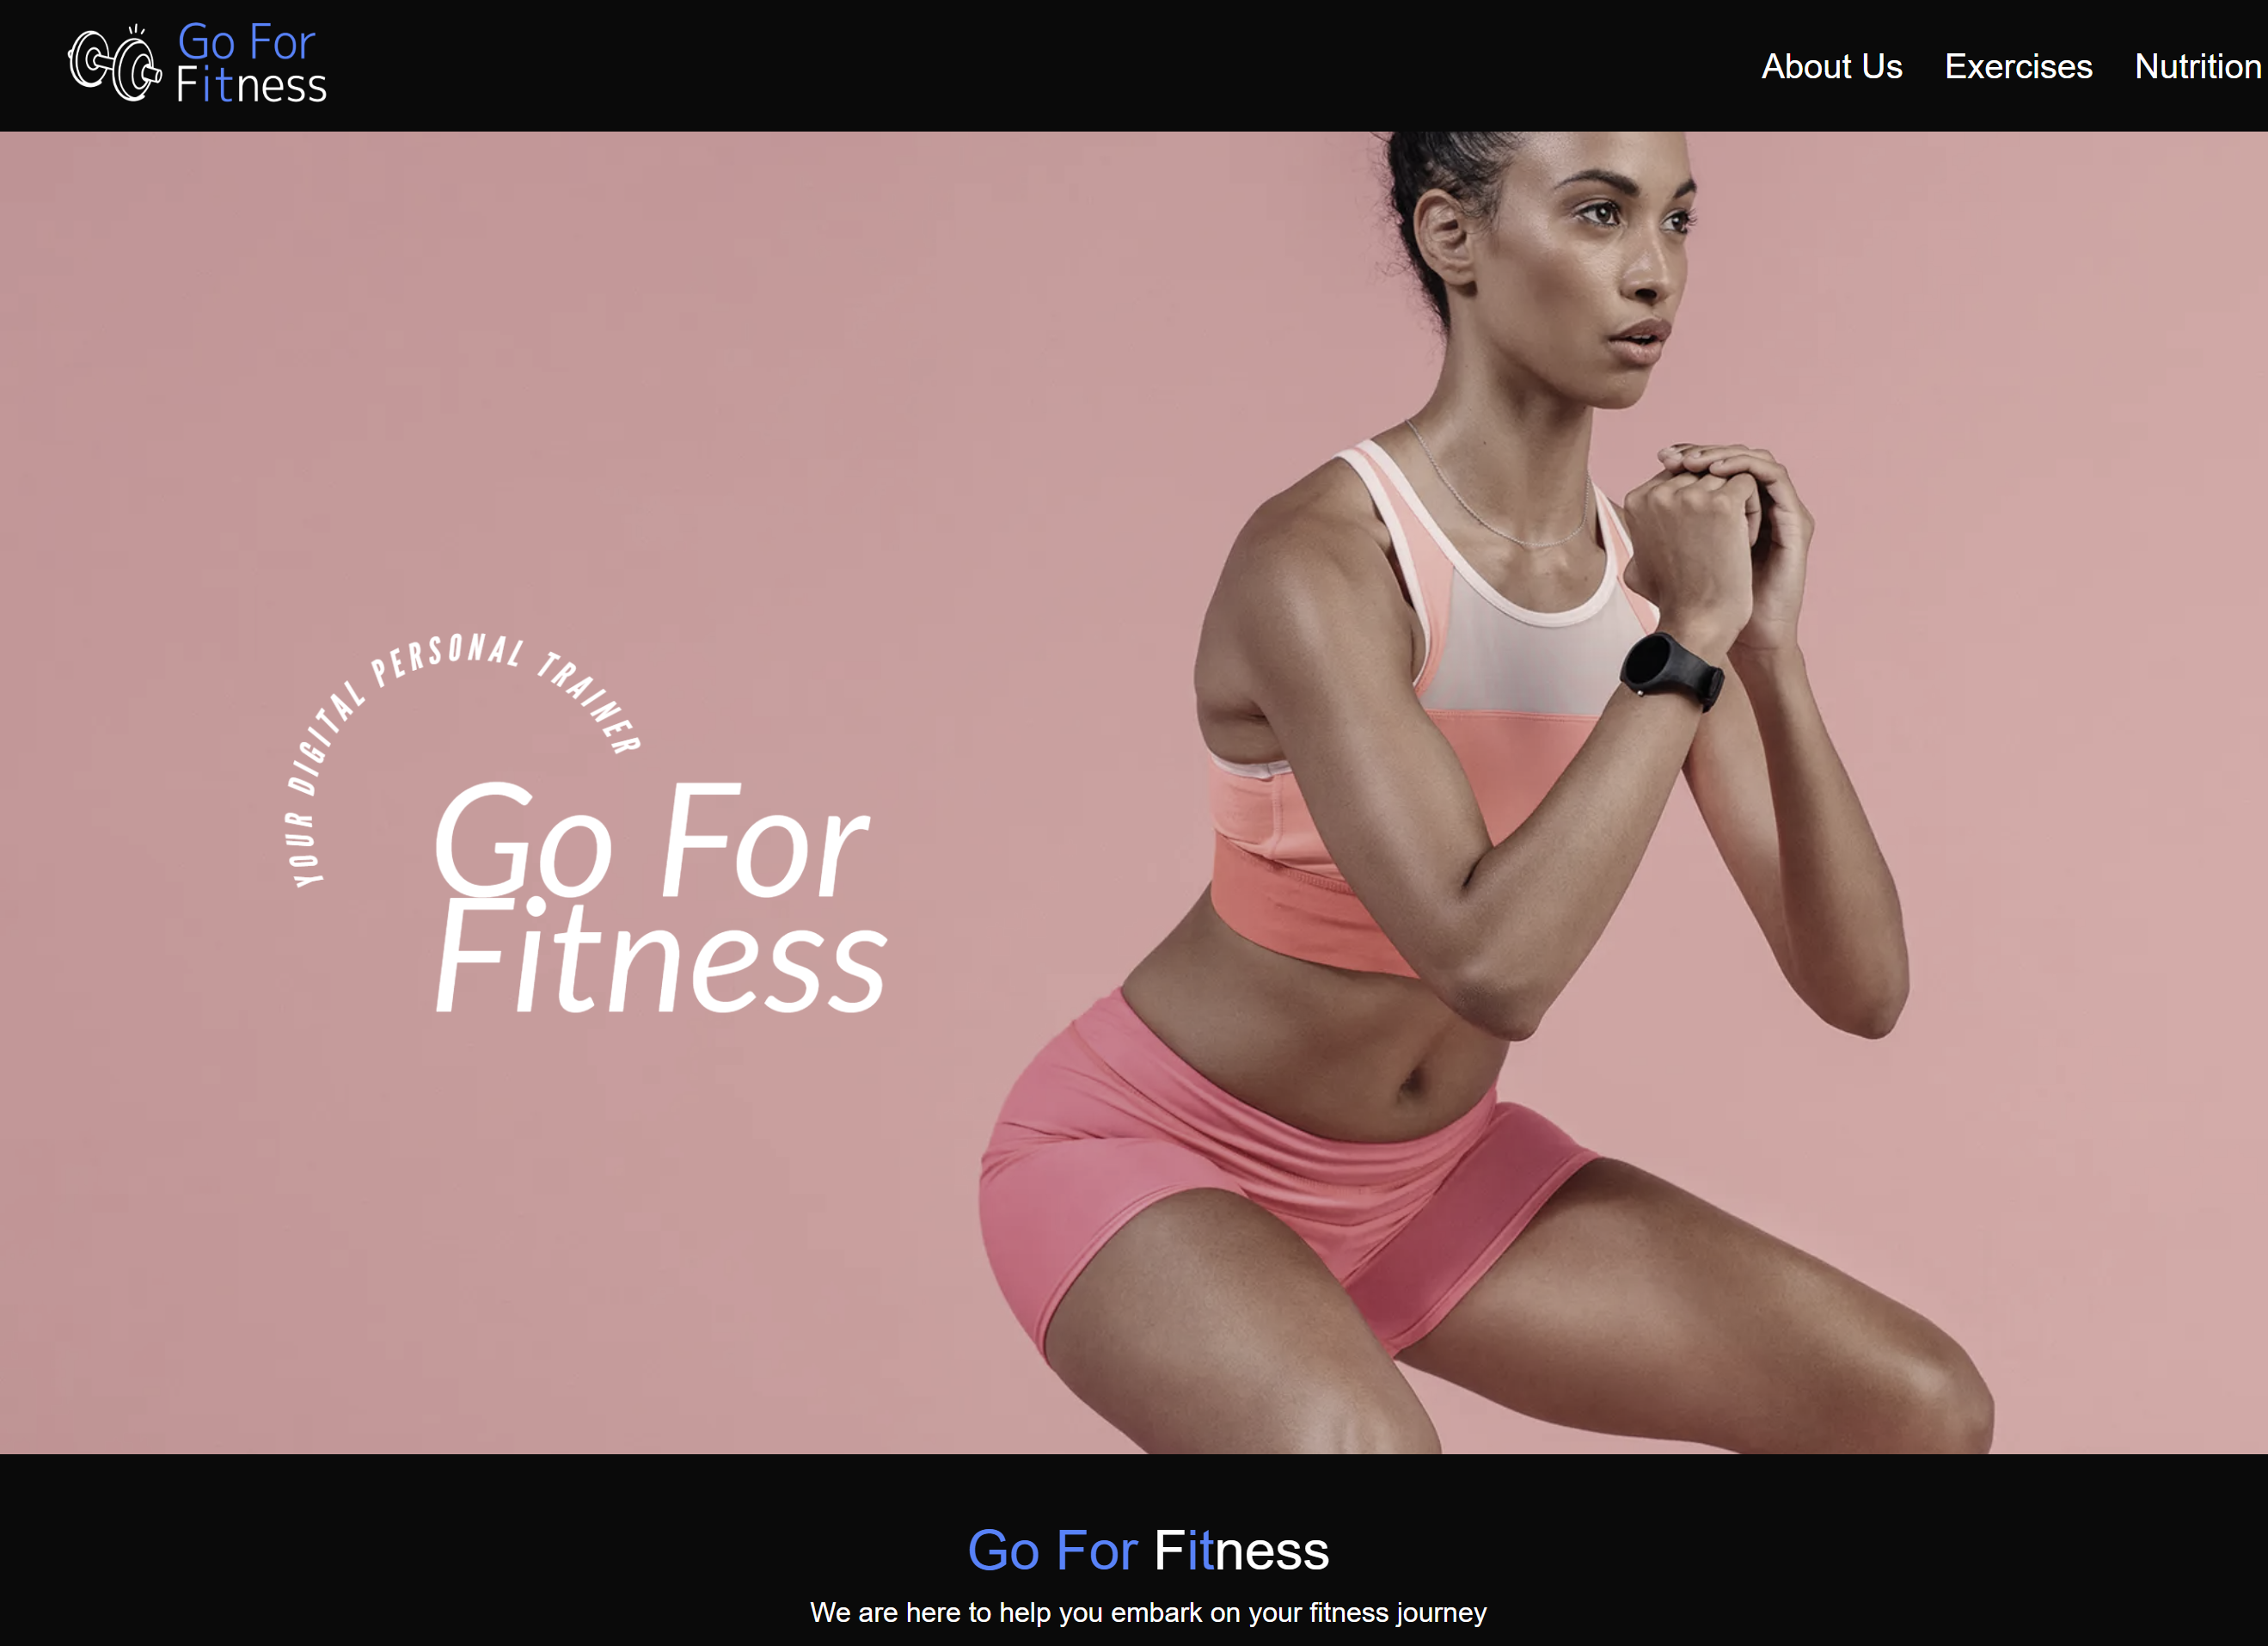 Go For
Fitness
About Us
Exercises
Nutrition
YOUR DIGITAL PERSONAL TRAINER
Go For
Fitness
Go For Fitness
We are here to help you embark on your fitness journey